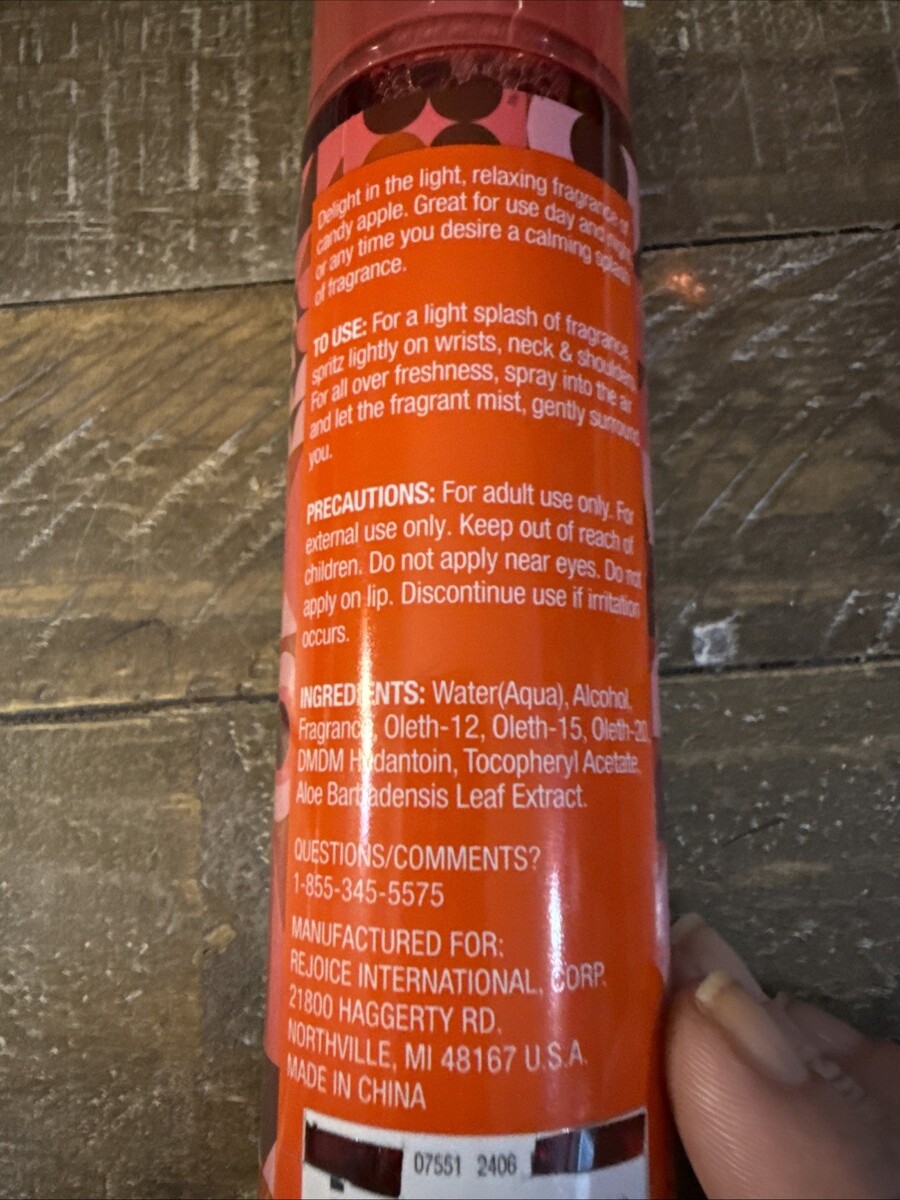 Delight in the light, relaxing fragrance of
candy apple. Great for use day and night
or any time you desire a calming splash
of fragrance.
TO USE: For a light splash of fragrance,
spritz lightly on wrists, neck & shoulders.
For all over freshness, spray into the air
and let the fragrant mist, gently surround
you.
PRECAUTIONS: For adult use only. For
external use only. Keep out of reach of
children. Do not apply near eyes. Do not
apply on lip. Discontinue use if irritation
occurs.
INGREDIENTS: Water(Aqua), Alcohol,
Fragrance, Oleth-12, Oleth-15, Oleth-20,
DMDM Hydantoin, Tocopheryl Acetate,
Aloe Barbadensis Leaf Extract.
QUESTIONS/COMMENTS?
1-855-345-5575
MANUFACTURED FOR:
REJOICE INTERNATIONAL, CORP.
21800 HAGGERTY RD.
NORTHVILLE, MI 48167 U.S.A.
MADE IN CHINA
07551 2406